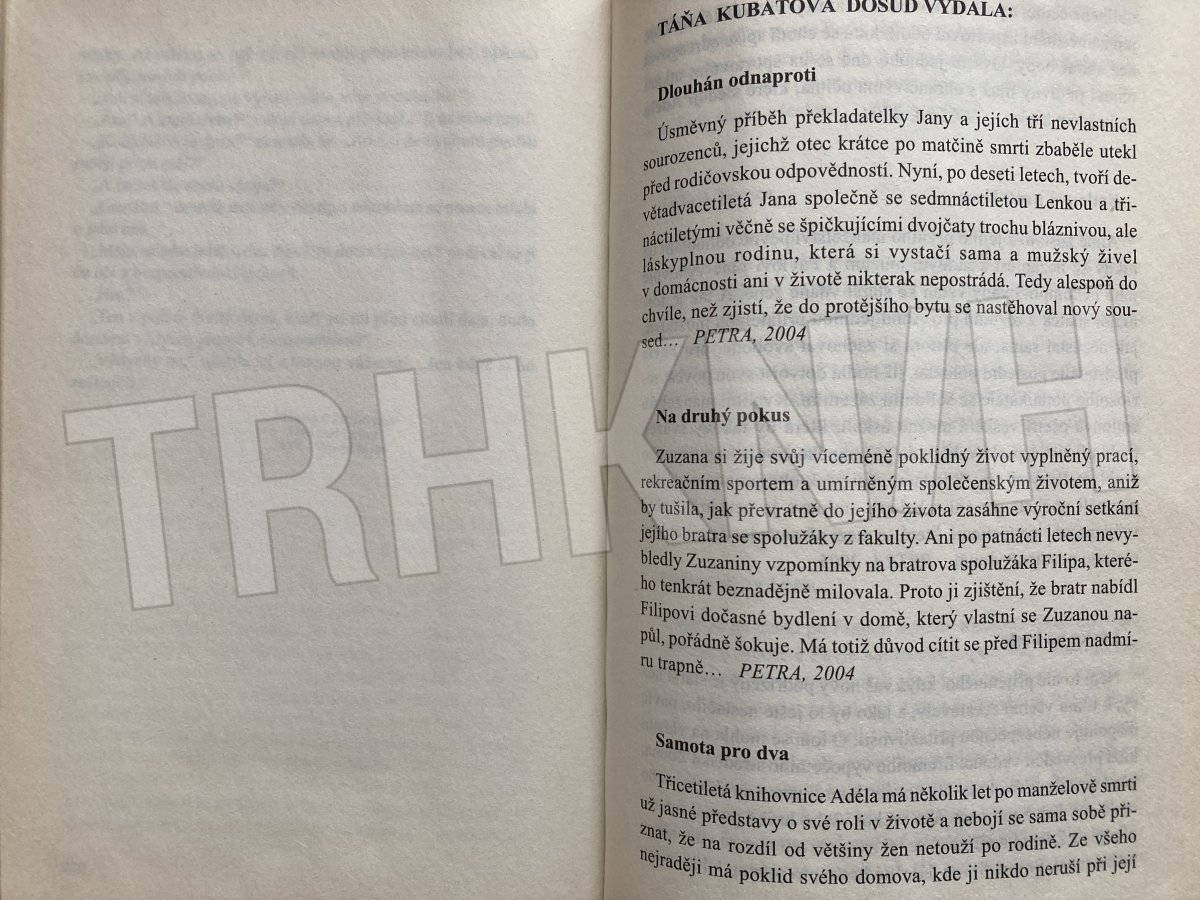 TÁŇA KUBÁTOVÁ DOSUD VYDALA:
Dlouhán odnaproti
Úsměvný příběh překladatelky Jany a jejích tří nevlastních
sourozenců, jejichž otec krátce po matčině smrti zbaběle utekl
před rodičovskou odpovědností. Nyní, po deseti letech, tvoří de-
větadvacetiletá Jana společně se sedmnáctiletou Lenkou a tři-
náctiletými věčně se špičkujícími dvojčaty trochu bláznivou, ale
láskyplnou rodinu, která si vystačí sama a mužský živel
v domácnosti ani v životě nikterak nepostrádá. Tedy alespoň do
chvíle, než zjistí, že do protějšího bytu se nastěhoval nový sou-
sed… PETRA, 2004
Na druhý pokus
Zuzana si žije svůj víceméně poklidný život vyplněný prací,
rekreačním sportem a umírněným společenským životem, aniž
by tušila, jak převratně do jejího života zasáhne výroční setkání
jejího bratra se spolužáky z fakulty. Ani po patnácti letech nevy-
bledly Zuzaniny vzpomínky na bratrova spolužáka Filipa, které-
ho tenkrát beznadějně milovala. Proto ji zjištění, že bratr nabídl
Filipovi dočasné bydlení v domě, který vlastní se Zuzanou na-
půl, pořádně šokuje. Má totiž důvod cítit se před Filipem nadmí-
ru trapně… PETRA, 2004
Samota pro dva
Třicetiletá knihovnice Adéla má několik let po manželově smrti
už jasné představy o své roli v životě a nebojí se sama sobě při-
znat, že na rozdíl od většiny žen netouží po rodině. Ze všeho
nejraději má poklid svého domova, kde ji nikdo neruší při její
TRHKNIH